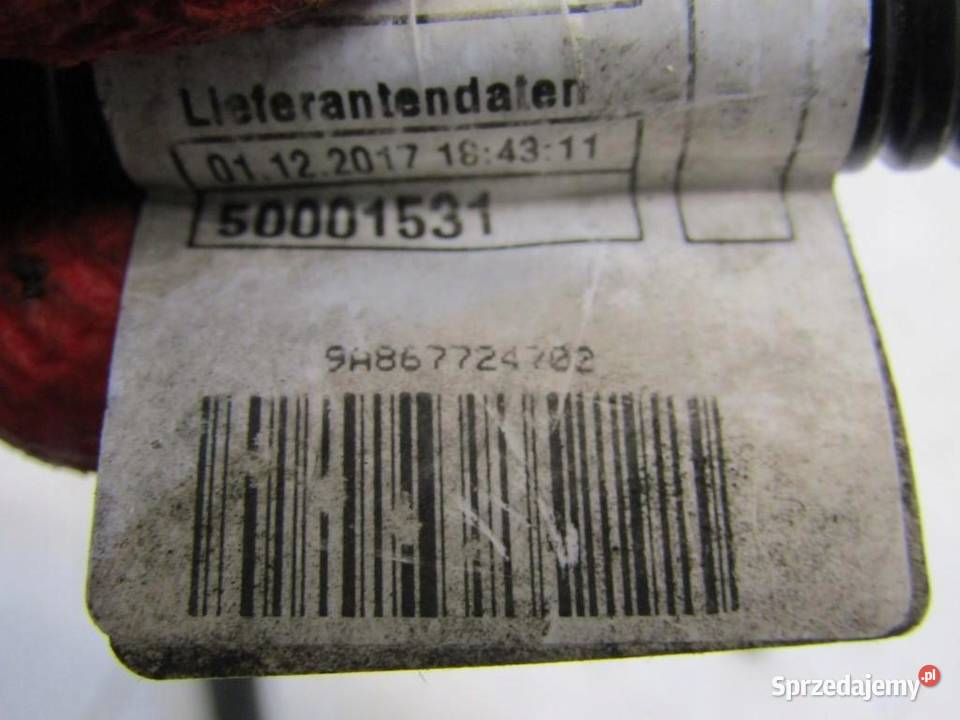 Lieferantendaten
01.12.2017 18:43:11
50001531
9A867724702
Sprzedajemy.pl